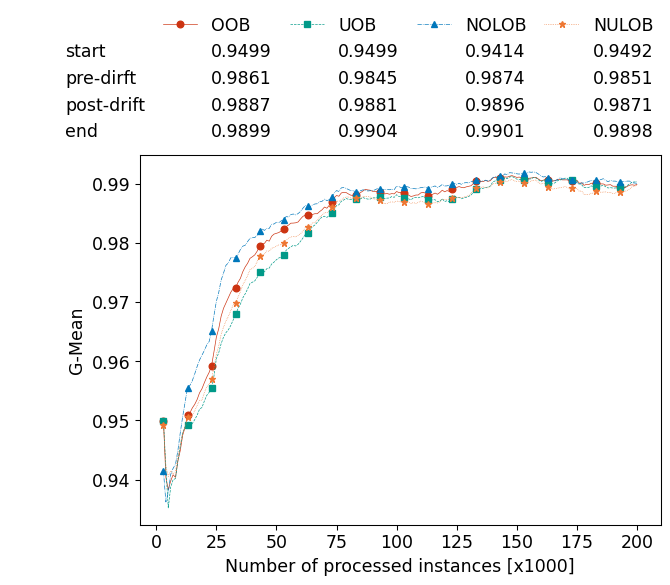 OOB UOB NOLOB NULOB
start 0.9499 0.9499 0.9414 0.9492
pre-dirft 0.9861 0.9845 0.9874 0.9851
post-drift 0.9887 0.9881 0.9896 0.9871
end 0.9899 0.9904 0.9901 0.9898
0.99
0.98
0.97
0.96
0.95
0.94
G-Mean
0 25 50 75 100 125 150 175 200
Number of processed instances [x1000]